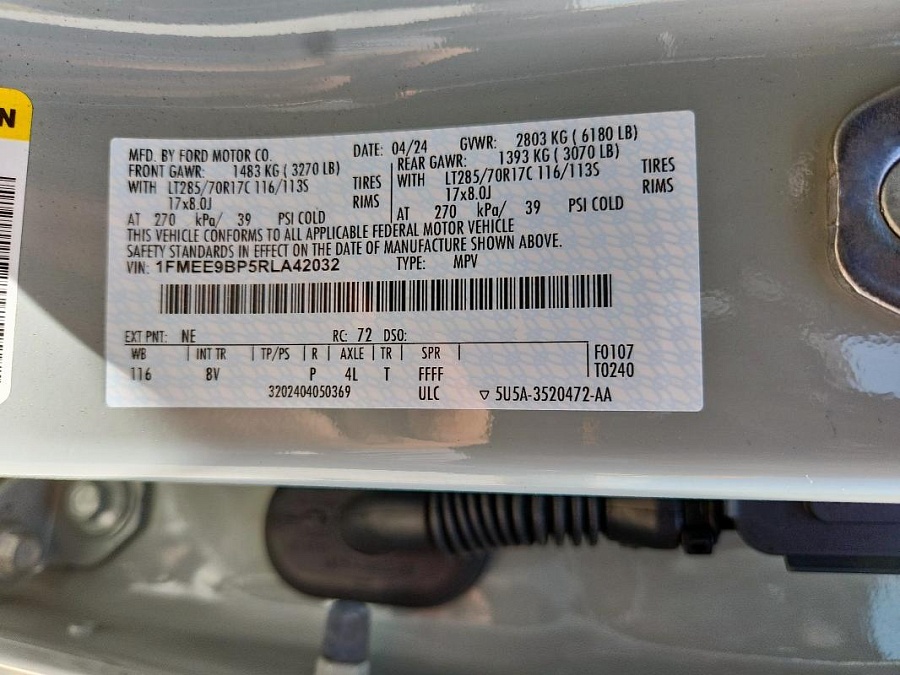 N
MFD. BY FORD MOTOR CO. DATE: 04/24 GVWR: 2803 KG ( 6180 LB)
FRONT GAWR: 1483 KG ( 3270 LB) REAR GAWR: 1393 KG ( 3070 LB)
WITH LT285/70R17C 116/113S TIRES WITH LT285/70R17C 116/113S TIRES
17x8.0J RIMS 17x8.0J RIMS
AT 270 kPa/ 39 PSI COLD AT 270 kPa/ 39 PSI COLD
THIS VEHICLE CONFORMS TO ALL APPLICABLE FEDERAL MOTOR VEHICLE
SAFETY STANDARDS IN EFFECT ON THE DATE OF MANUFACTURE SHOWN ABOVE.
VIN: 1FMEE9BP5RLA42032 TYPE: MPV
EXT PNT: NE RC: 72 DSO:
WB INT TR TP/PS R AXLE TR SPR F0107
116 8V P 4L T FFFF T0240
3202404050369 ULC ▽ 5U5A-3520472-AA